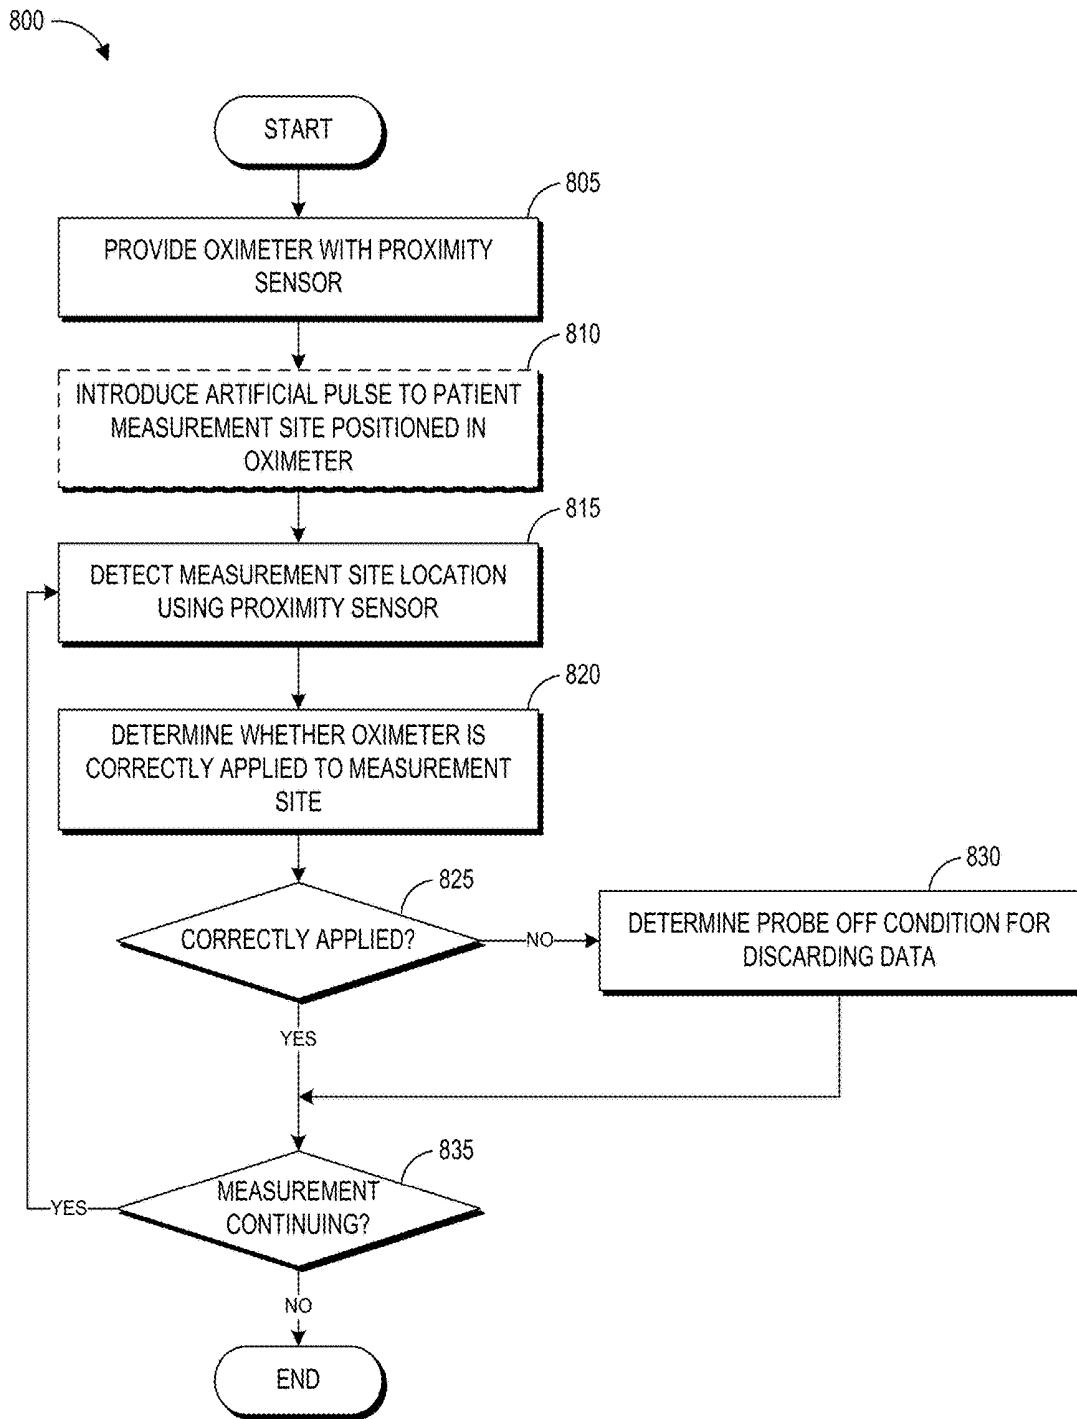 800
START
805
PROVIDE OXIMETER WITH PROXIMITY
SENSOR
810
INTRODUCE ARTIFICIAL PULSE TO PATIENT
MEASUREMENT SITE POSITIONED IN
OXIMETER
815
DETECT MEASUREMENT SITE LOCATION
USING PROXIMITY SENSOR
820
DETERMINE WHETHER OXIMETER IS
CORRECTLY APPLIED TO MEASUREMENT
SITE
825
CORRECTLY APPLIED?
NO
830
DETERMINE PROBE OFF CONDITION FOR
DISCARDING DATA
YES
835
MEASUREMENT
CONTINUING?
YES
NO
END